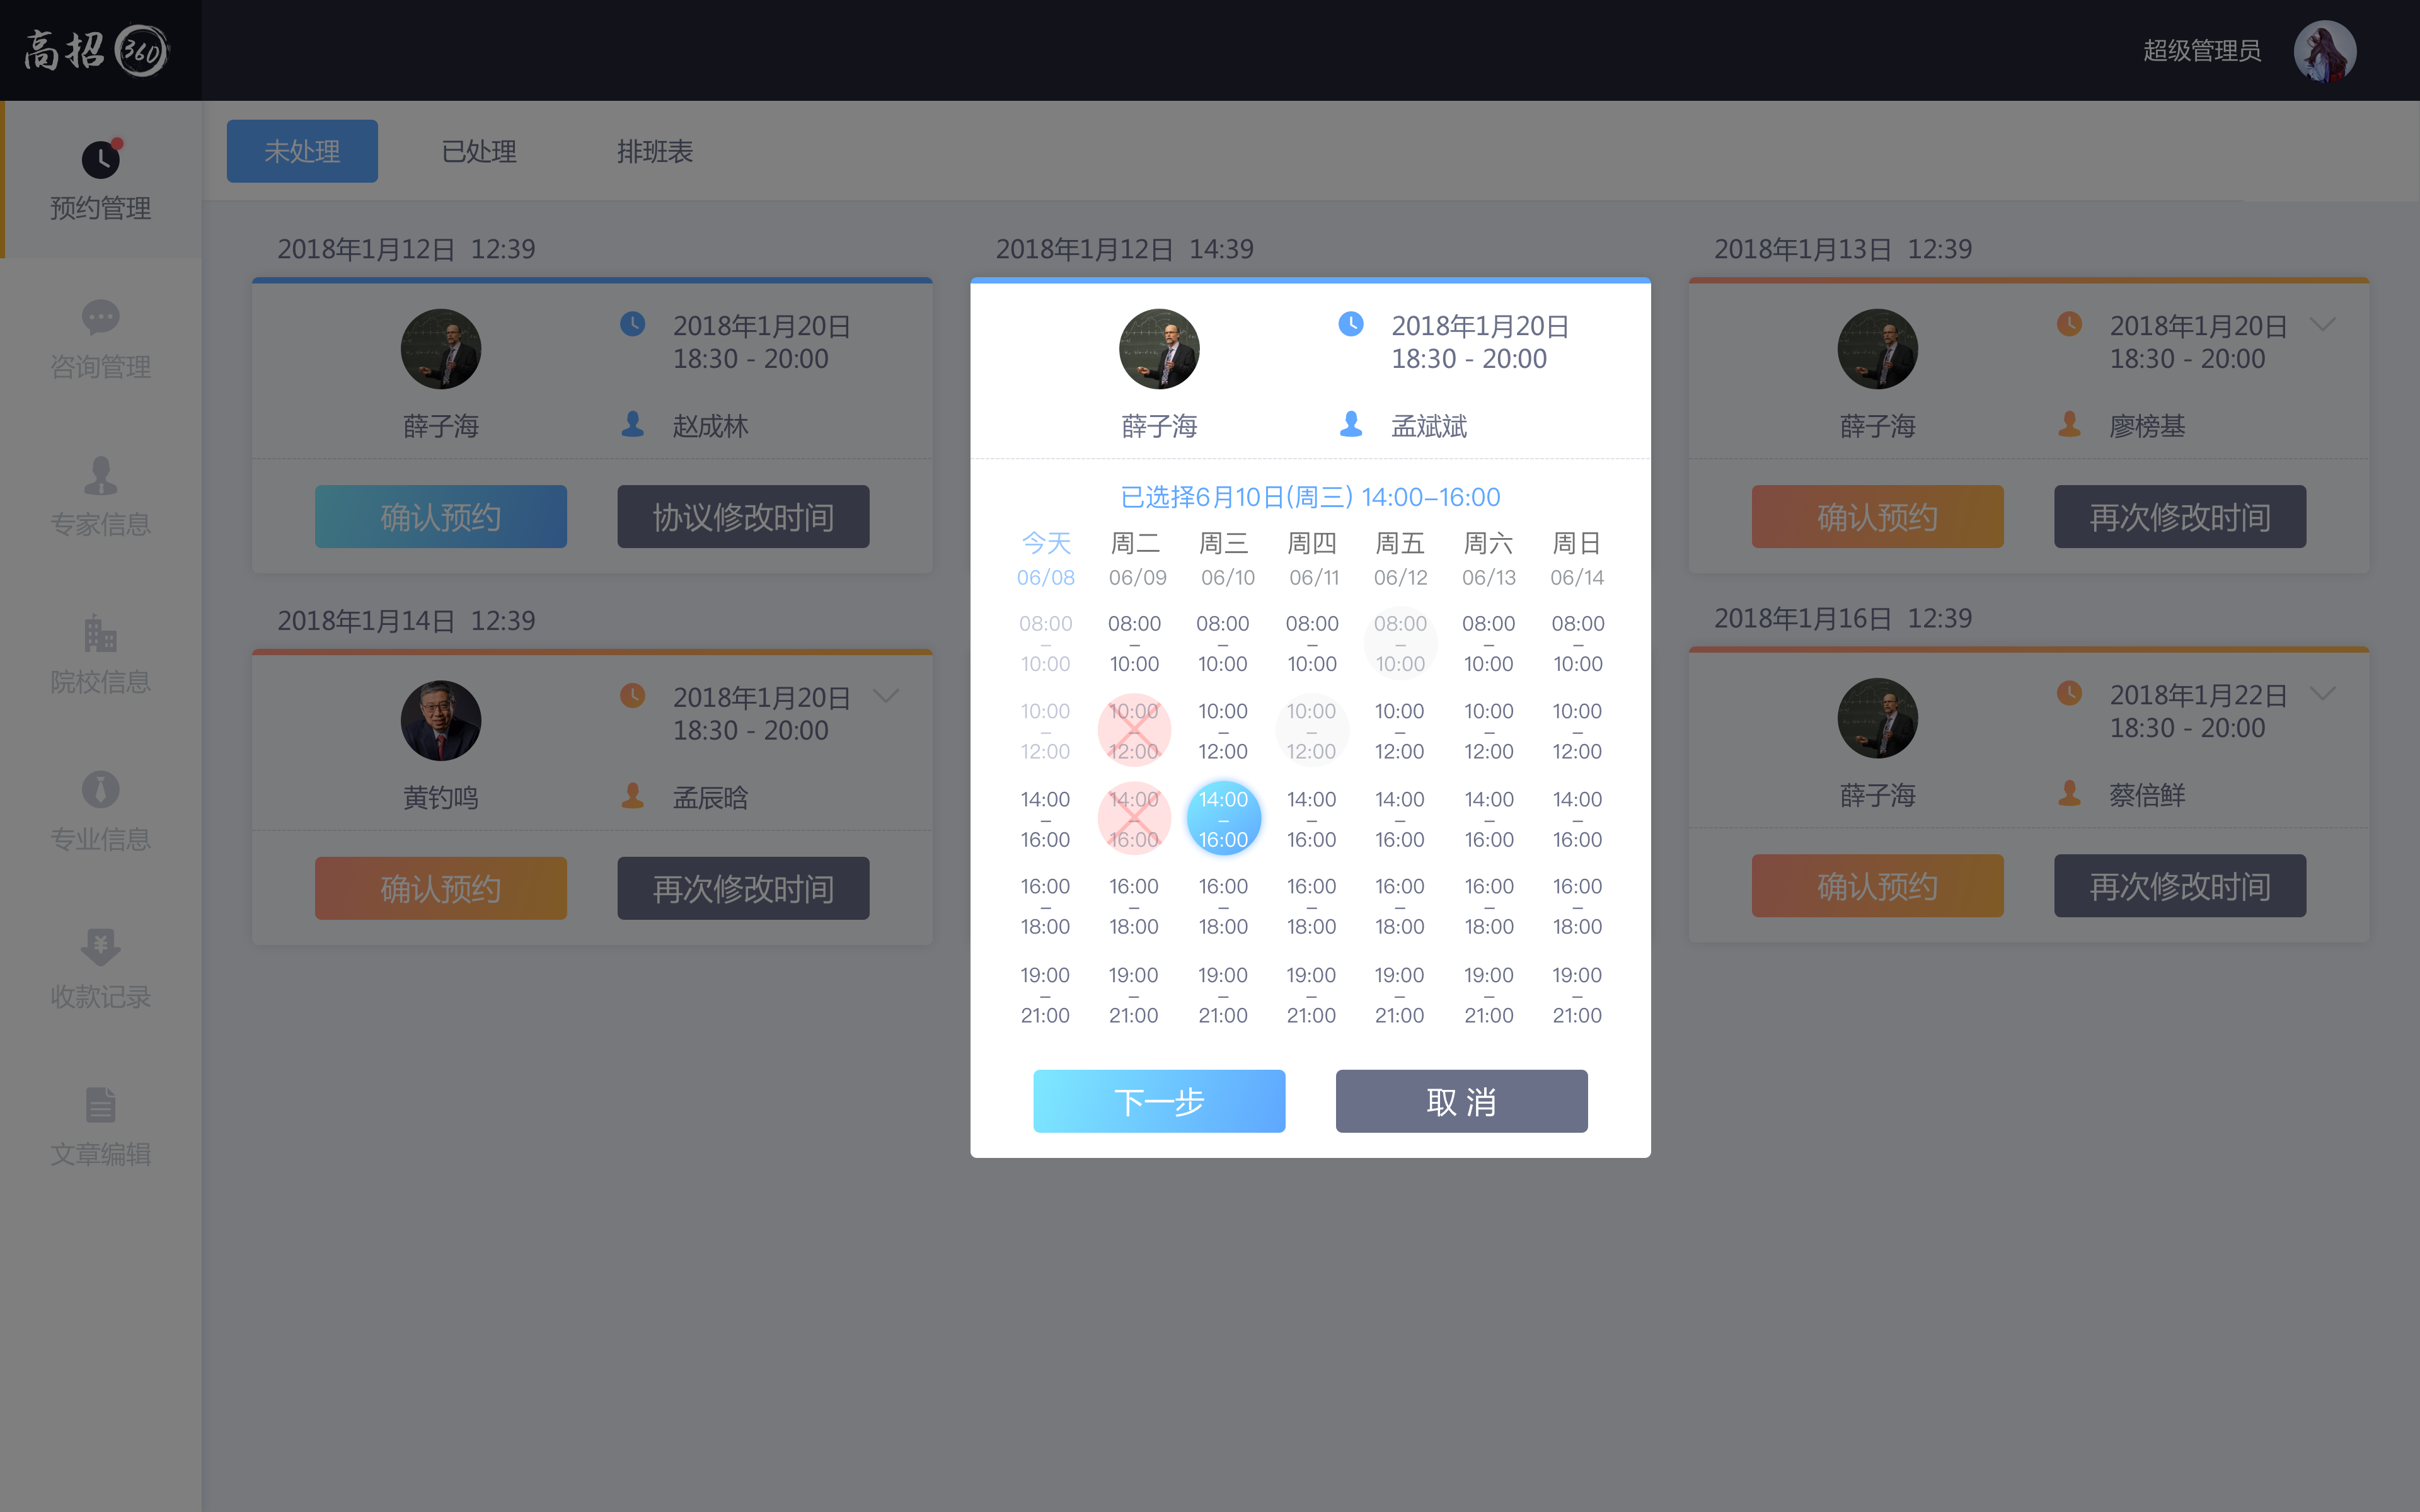 高招360
超级管理员
预约管理
咨询管理
专家信息
院校信息
专业信息
收款记录
文章编辑
未处理 已处理 排班表
2018年1月12日 12:39
薛子海
2018年1月20日
18:30 - 20:00
赵成林
确认预约 协议修改时间
2018年1月12日 14:39
薛子海
2018年1月20日
18:30 - 20:00
孟斌斌
已选择6月10日(周三) 14:00–16:00
今天 周二 周三 周四 周五 周六 周日
06/08 06/09 06/10 06/11 06/12 06/13 06/14
08:00 08:00 08:00 08:00 08:00 08:00 08:00
– – – – – – –
10:00 10:00 10:00 10:00 10:00 10:00 10:00
10:00 10:00 10:00 10:00 10:00 10:00 10:00
– – – – – – –
12:00 12:00 12:00 12:00 12:00 12:00 12:00
14:00 14:00 14:00 14:00 14:00 14:00 14:00
– – – – – – –
16:00 16:00 16:00 16:00 16:00 16:00 16:00
16:00 16:00 16:00 16:00 16:00 16:00 16:00
– – – – – – –
18:00 18:00 18:00 18:00 18:00 18:00 18:00
19:00 19:00 19:00 19:00 19:00 19:00 19:00
– – – – – – –
21:00 21:00 21:00 21:00 21:00 21:00 21:00
下一步 取 消
2018年1月13日 12:39
薛子海
2018年1月20日
18:30 - 20:00
廖榜基
确认预约 再次修改时间
2018年1月14日 12:39
黄钓鸣
2018年1月20日
18:30 - 20:00
孟辰晗
确认预约 再次修改时间
2018年1月16日 12:39
薛子海
2018年1月22日
18:30 - 20:00
蔡倍鲜
确认预约 再次修改时间